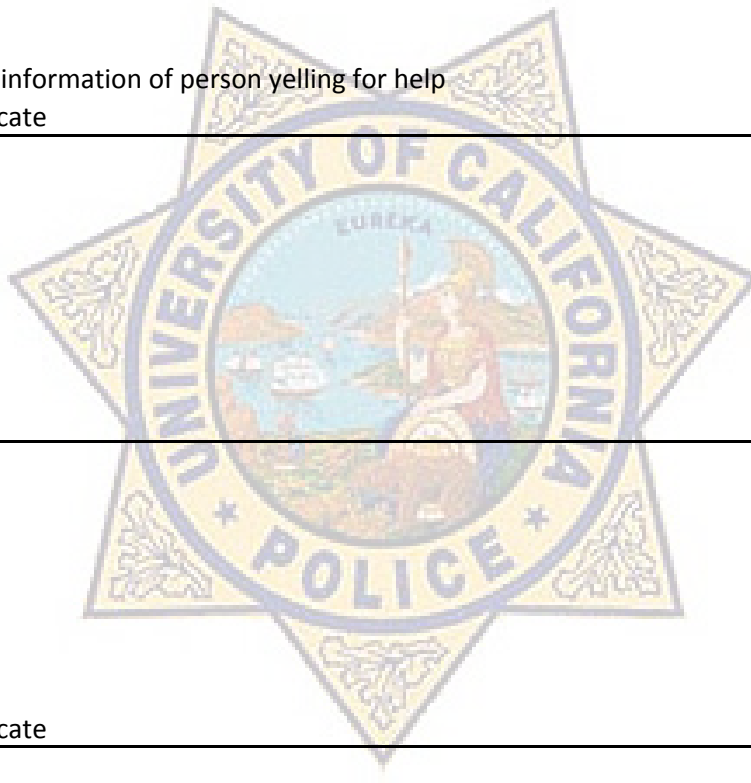 information of person yelling for help
cate
UNIVERSITY OF CALIFORNIA
EUREKA
POLICE
cate